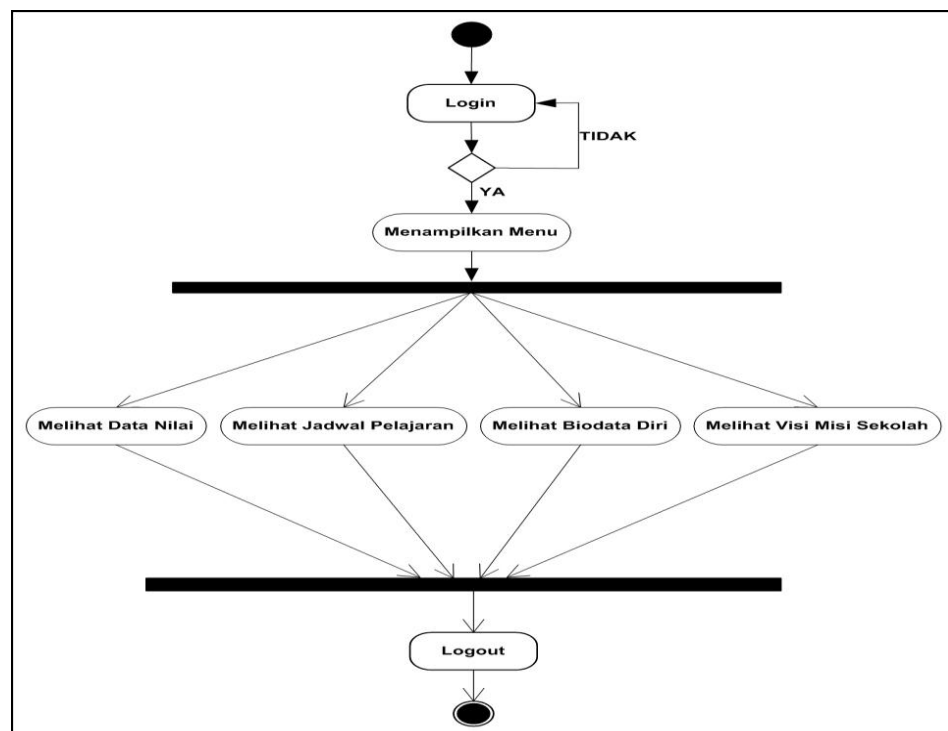 Login
TIDAK
YA
Menampilkan Menu
Melihat Data Nilai
Melihat Jadwal Pelajaran
Melihat Biodata Diri
Melihat Visi Misi Sekolah
Logout